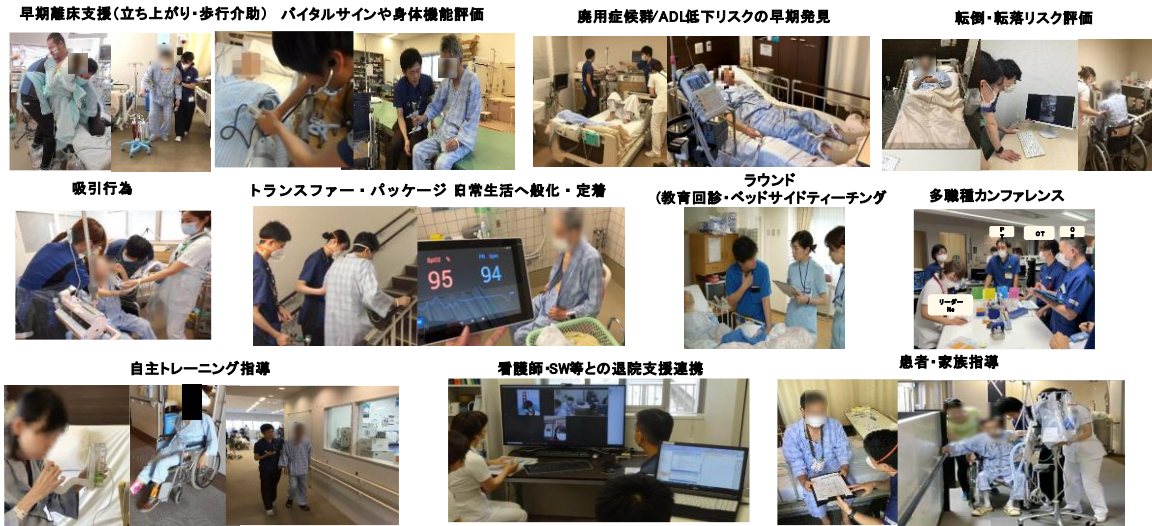 早期離床支援(立ち上がり・歩行介助)
バイタルサインや身体機能評価
廃用症候群/ADL低下リスクの早期発見
転倒・転落リスク評価
吸引行為
トランスファー・パッケージ 日常生活へ般化・定着
SpO2 %
95
94
ラウンド
(教育回診・ベッドサイドティーチング
多職種カンファレンス
PT
OT
リーダー
Ns
自主トレーニング指導
看護師・SW等との退院支援連携
患者・家族指導